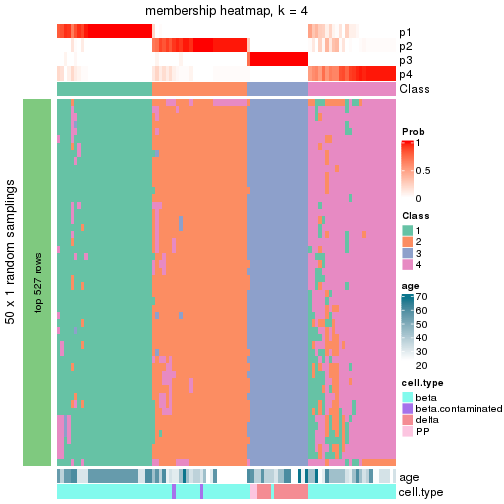 membership heatmap, k = 4
p1
p2
p3
p4
Class
50 x 1 random samplings
top 527 rows
Prob
1
0.5
0
Class
1
2
3
4
age
70
60
50
40
30
20
cell.type
beta
beta.contaminated
delta
PP
age
cell.type